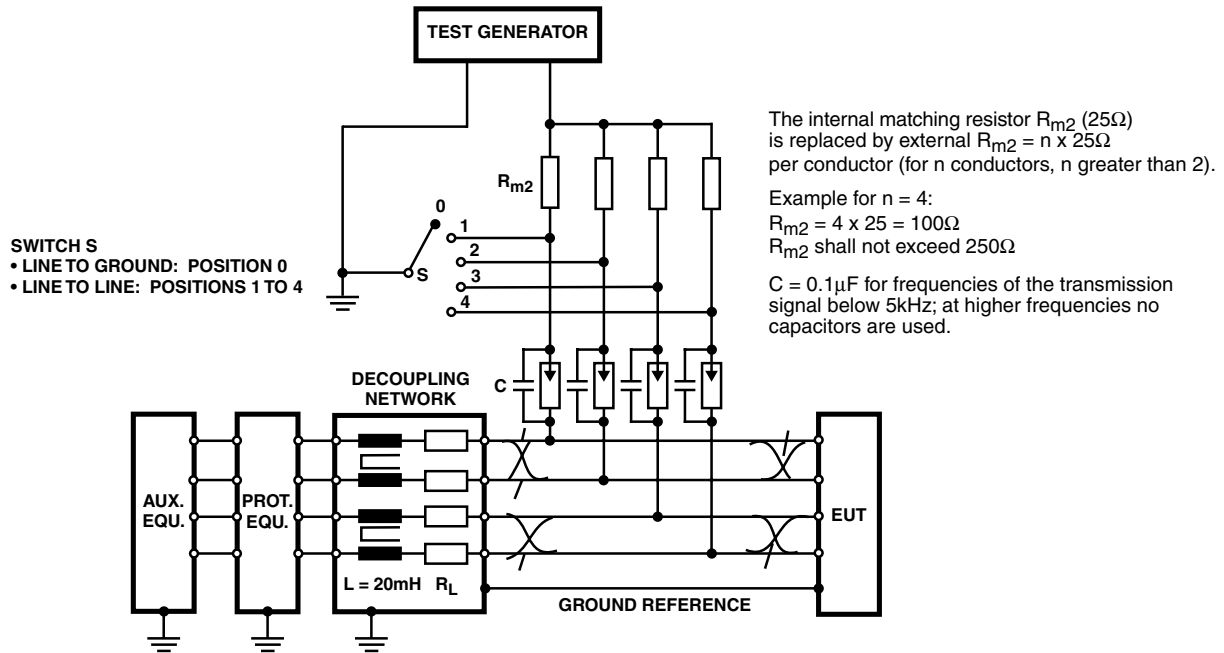 TEST GENERATOR
The internal matching resistor Rm2 (25Ω)
is replaced by external Rm2 = n x 25Ω
per conductor (for n conductors, n greater than 2).
Example for n = 4:
Rm2 = 4 x 25 = 100Ω
Rm2 shall not exceed 250Ω
C = 0.1μF for frequencies of the transmission
signal below 5kHz; at higher frequencies no
capacitors are used.
Rm2
0
1
2
3
4
S
SWITCH S
• LINE TO GROUND: POSITION 0
• LINE TO LINE: POSITIONS 1 TO 4
DECOUPLING
NETWORK
C
AUX.
EQU.
PROT.
EQU.
EUT
L = 20mH RL
GROUND REFERENCE